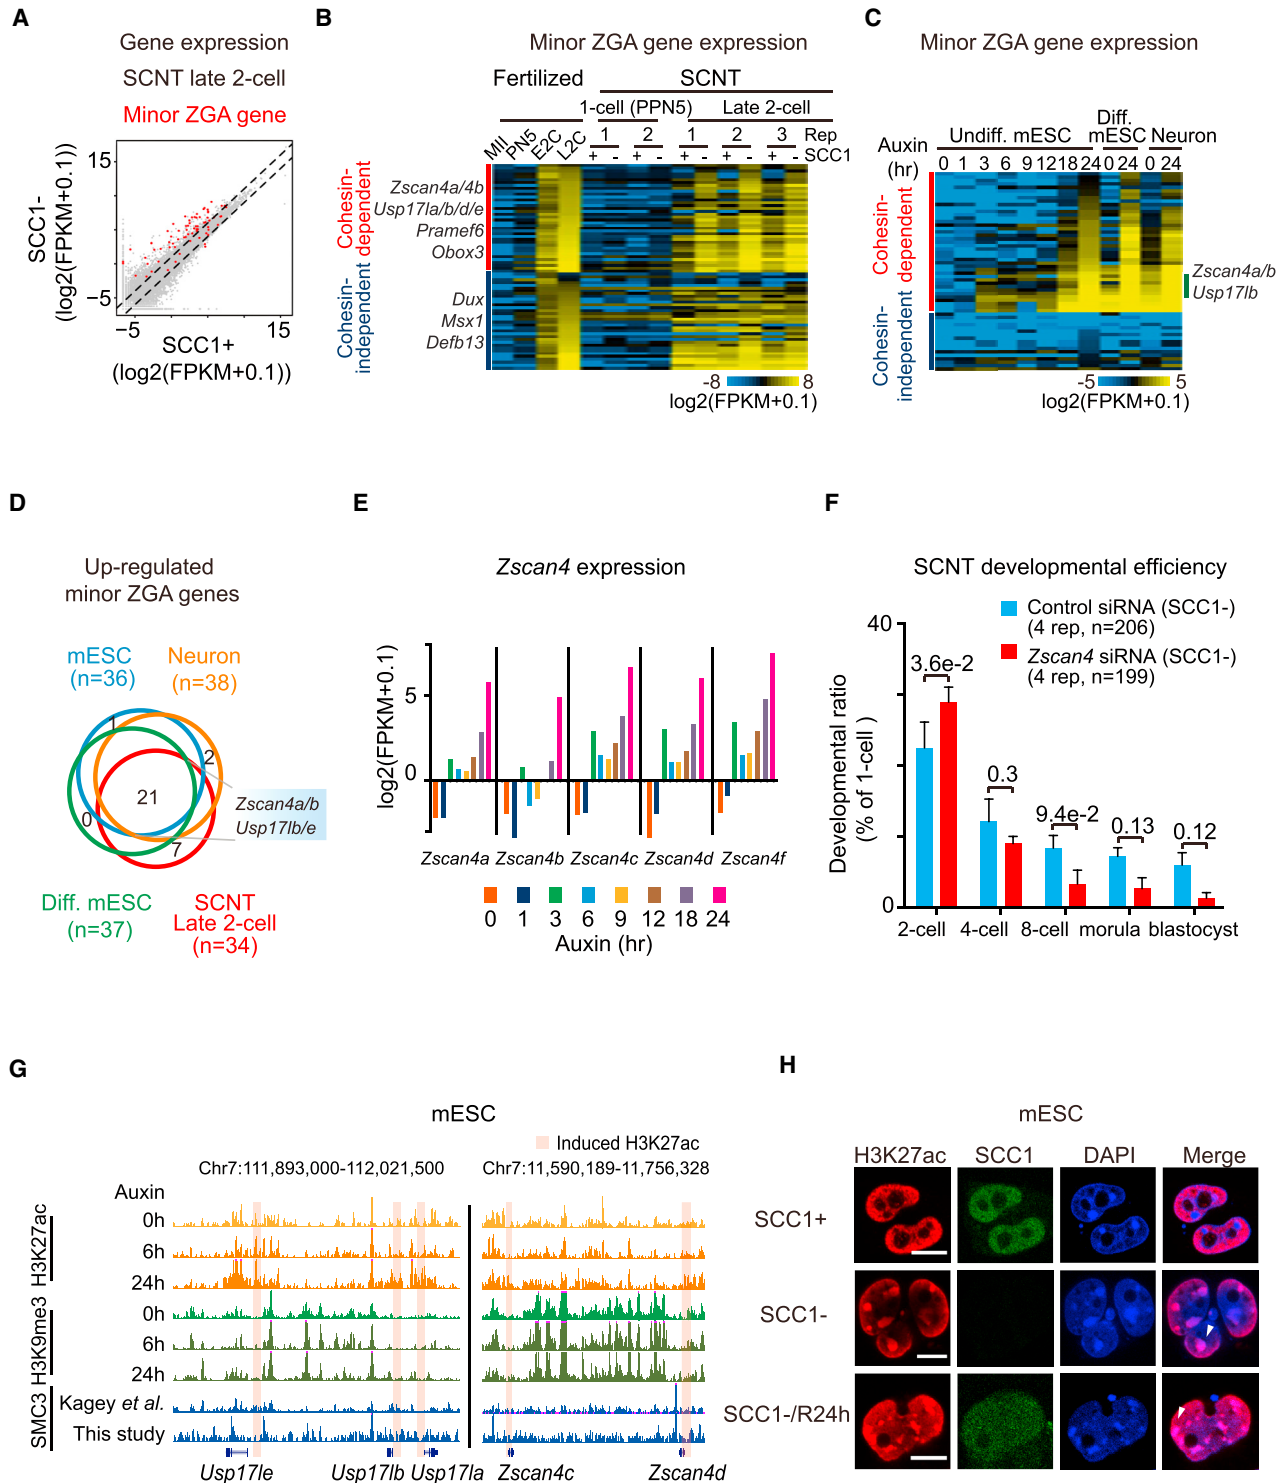 A
Gene expression
SCNT late 2-cell
Minor ZGA gene
SCC1-
(log2(FPKM+0.1))
15
−5
−5
15
SCC1+
(log2(FPKM+0.1))
B
Minor ZGA gene expression
Fertilized
SCNT
1-cell (PPN5)
Late 2-cell
MII
PN5
E2C
L2C
1 2 1 2 3 Rep
+ - + - + - + - + - SCC1
Cohesin-dependent
Cohesin-independent
Zscan4a/4b
Usp17la/b/d/e
Pramef6
Obox3
Dux
Msx1
Defb13
-8 8
log2(FPKM+0.1)
C
Minor ZGA gene expression
Auxin (hr)
Undiff. mESC
Diff. mESC
Neuron
0 1 3 6 9 12 18 24 0 24 0 24
Cohesin-dependent
Cohesin-independent
Zscan4a/b
Usp17lb
-5 5
log2(FPKM+0.1)
D
Up-regulated
minor ZGA genes
mESC
(n=36)
Neuron
(n=38)
1
2
21
0
7
Zscan4a/b
Usp17lb/e
Diff. mESC
(n=37)
SCNT
Late 2-cell
(n=34)
E
Zscan4 expression
log2(FPKM+0.1)
5
0
Zscan4a Zscan4b Zscan4c Zscan4d Zscan4f
0 1 3 6 9 12 18 24
Auxin (hr)
F
SCNT developmental efficiency
Control siRNA (SCC1-)
(4 rep, n=206)
Zscan4 siRNA (SCC1-)
(4 rep, n=199)
Developmental ratio
(% of 1-cell )
40
0
3.6e-2
0.3
9.4e-2
0.13
0.12
2-cell 4-cell 8-cell morula blastocyst
G
mESC
Induced H3K27ac
Chr7:111,893,000-112,021,500
Chr7:11,590,189-11,756,328
Auxin
H3K27ac
0h
6h
24h
H3K9me3
0h
6h
24h
SMC3
Kagey et al.
This study
Usp17le Usp17lb Usp17la Zscan4c Zscan4d
H
mESC
H3K27ac SCC1 DAPI Merge
SCC1+
SCC1-
SCC1-/R24h